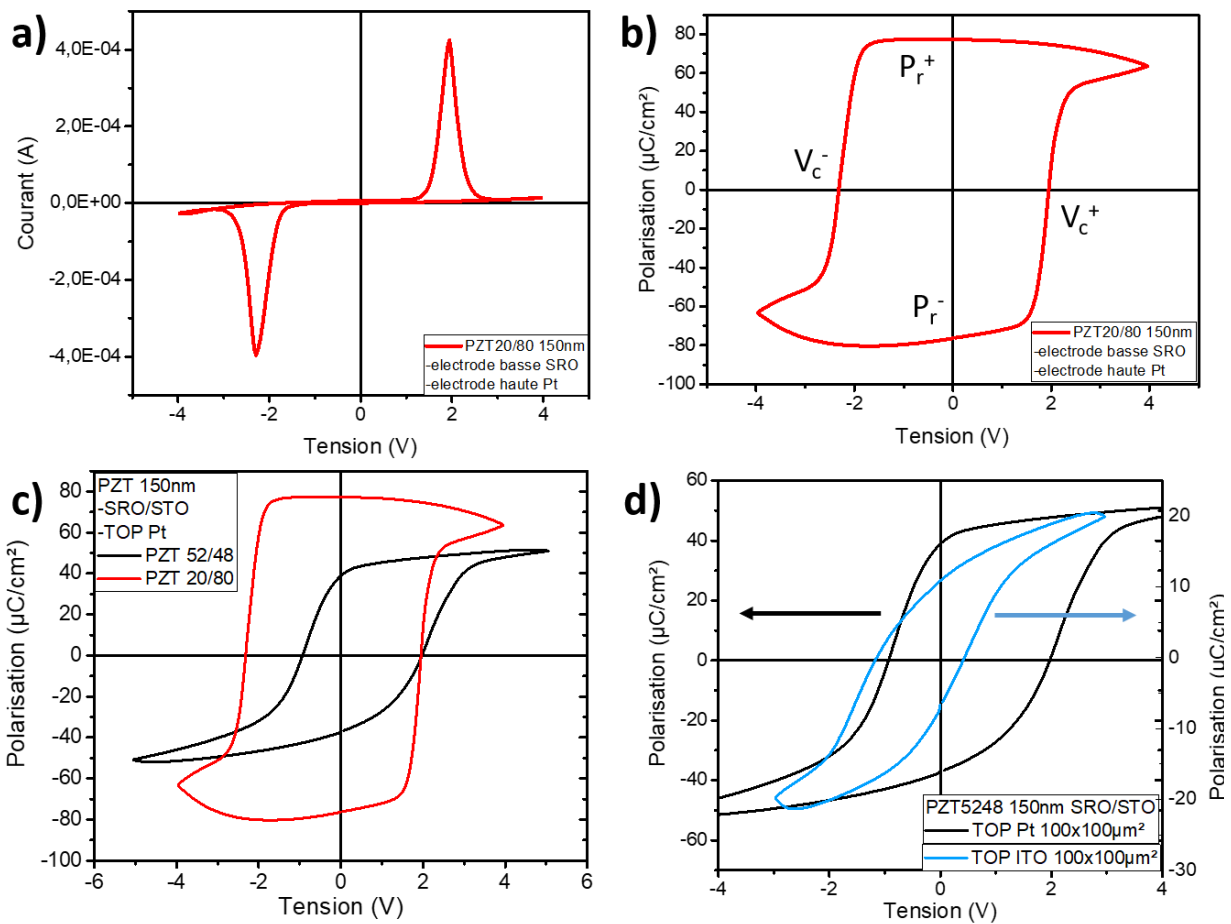 a)
Courant (A)
4,0E-04
2,0E-04
0,0E+00
-2,0E-04
-4,0E-04
-4
-2
0
2
4
Tension (V)
PZT20/80 150nm
-electrode basse SRO
-electrode haute Pt
b)
Polarisation (µC/cm²)
80
60
40
20
0
-20
-40
-60
-80
-100
-4
-2
0
2
4
Tension (V)
Pr+
Vc-
Vc+
Pr-
PZT20/80 150nm
-electrode basse SRO
-electrode haute Pt
c)
Polarisation (µC/cm²)
80
60
40
20
0
-20
-40
-60
-80
-100
-6
-4
-2
0
2
4
6
Tension (V)
PZT 150nm
-SRO/STO
-TOP Pt
PZT 52/48
PZT 20/80
d)
Polarisation (µC/cm²)
60
40
20
0
-20
-40
-60
-4
-2
0
2
4
Tension (V)
20
10
0
-10
-20
-30
Polarisation (µC/cm²)
PZT5248 150nm SRO/STO
TOP Pt 100x100µm²
TOP ITO 100x100µm²